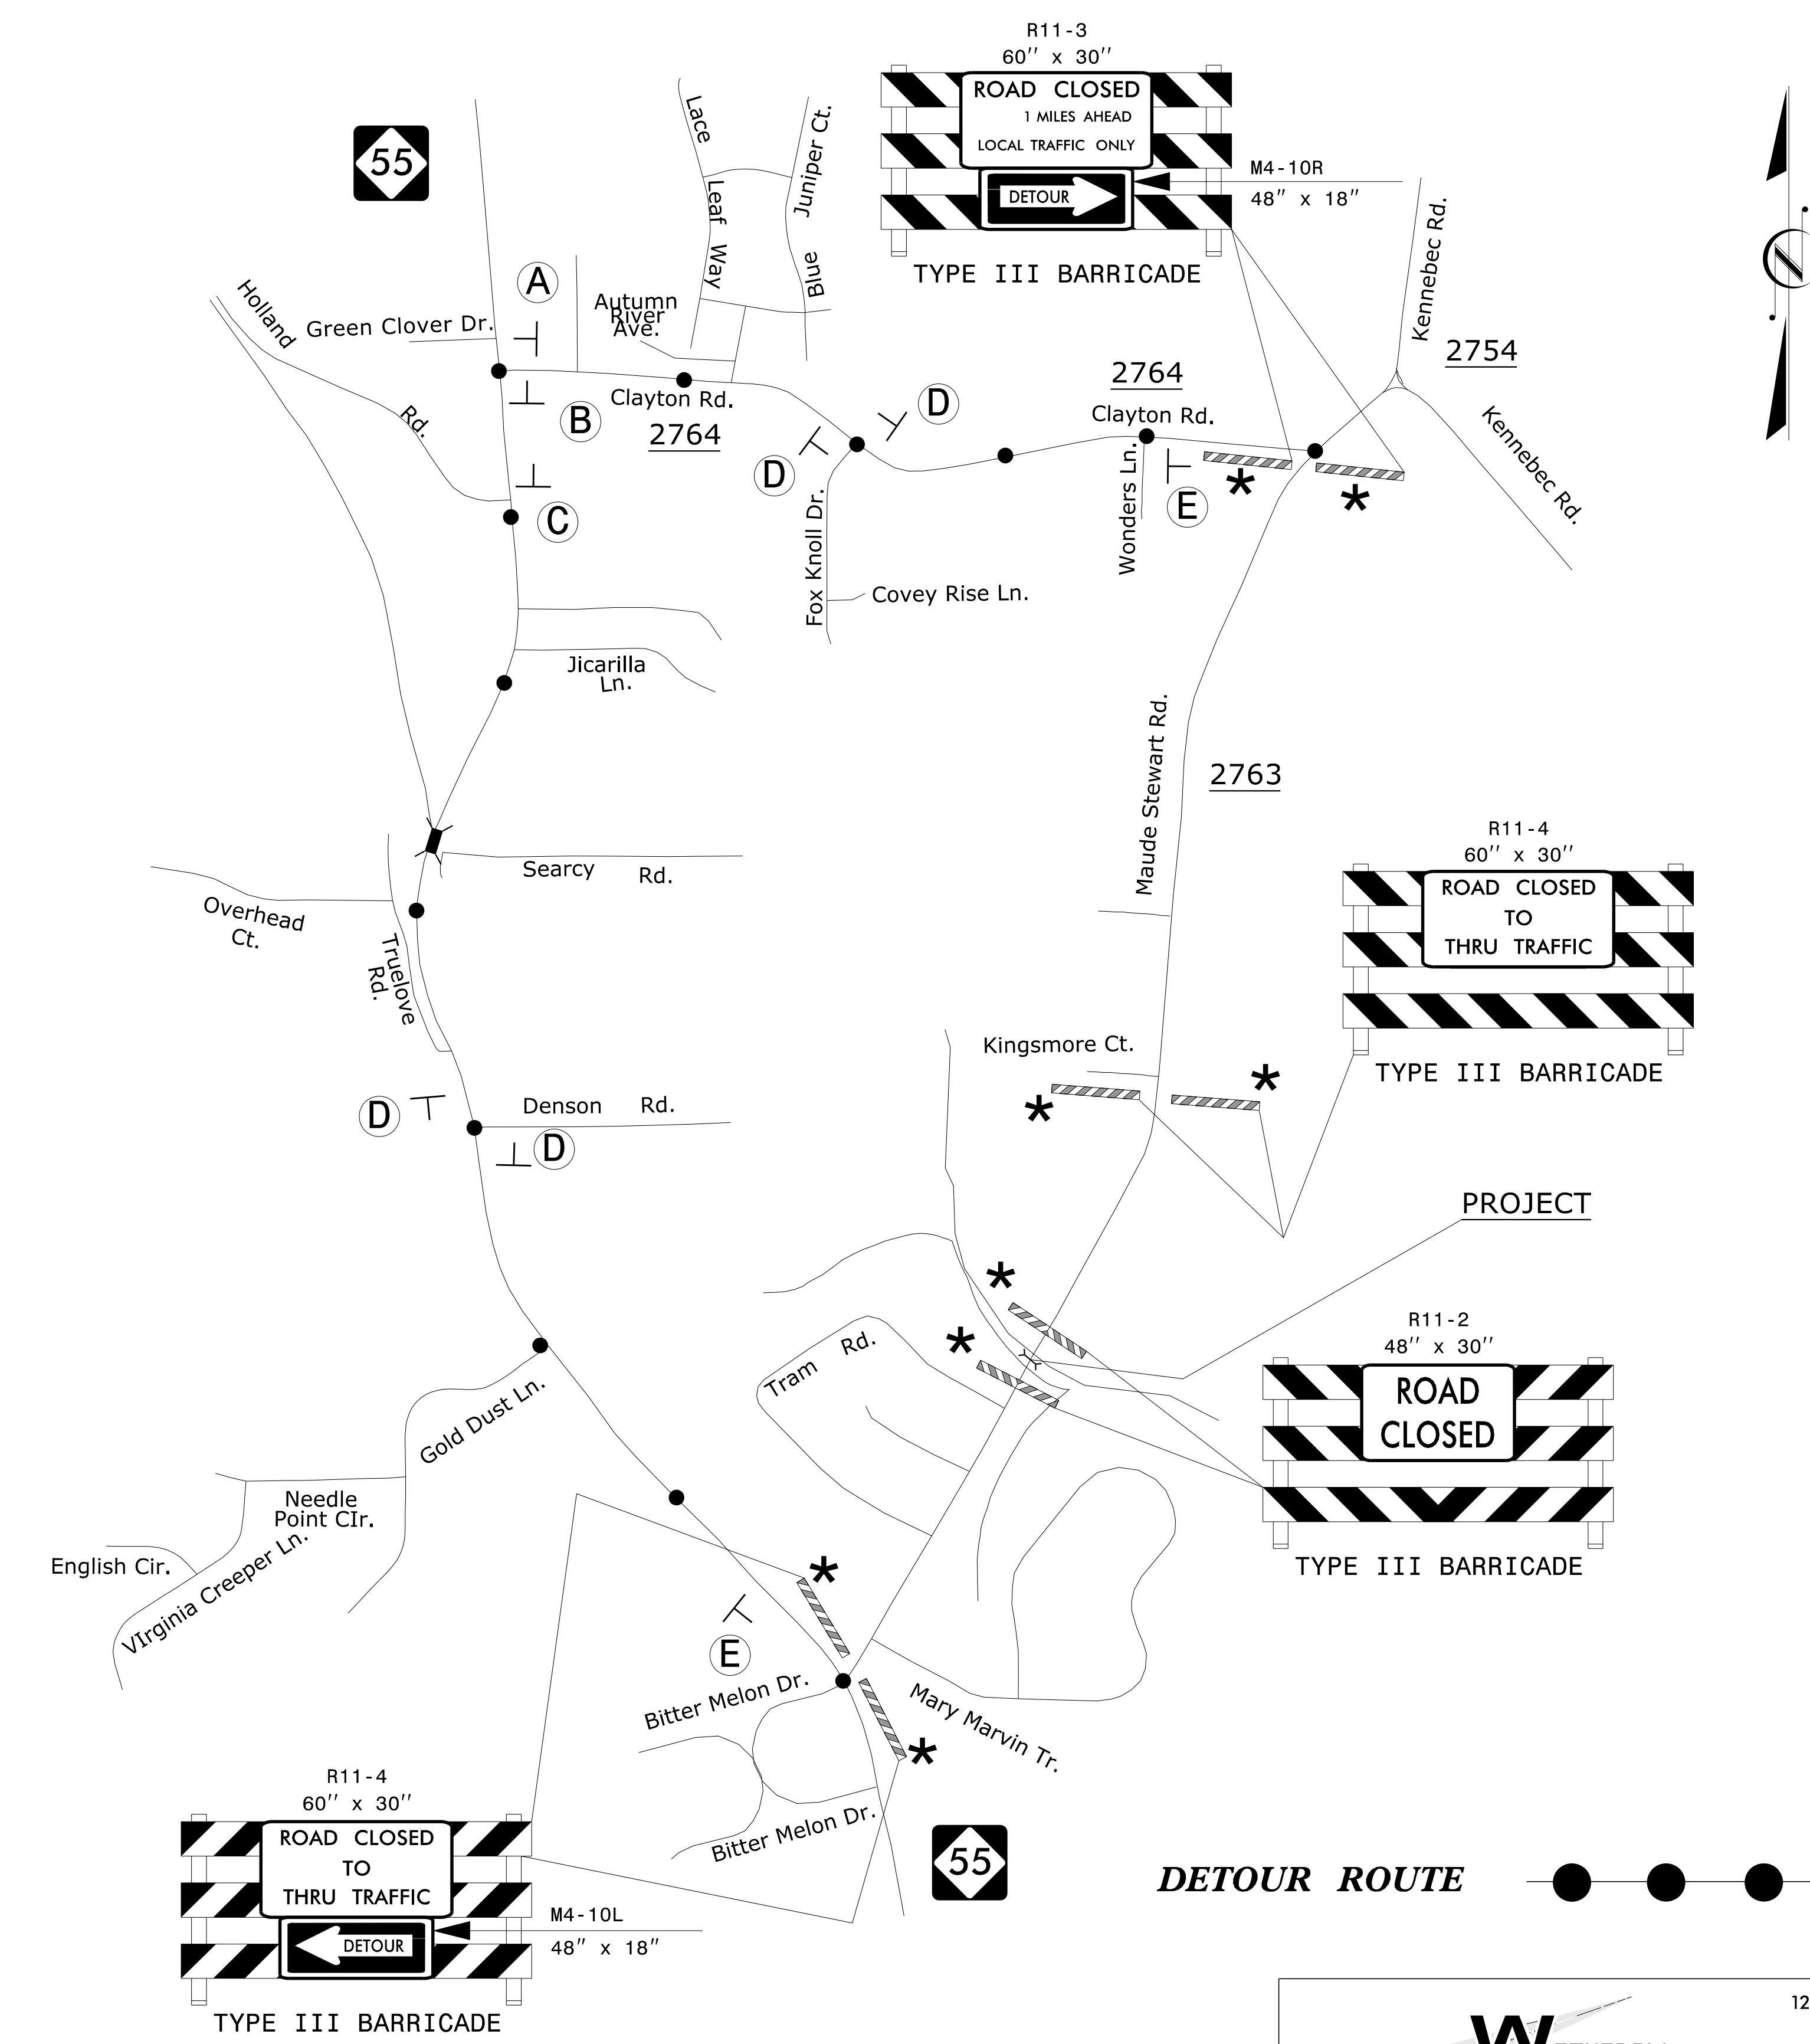 R11-3
60" x 30"
ROAD CLOSED
1 MILES AHEAD
LOCAL TRAFFIC ONLY
DETOUR
M4-10R
48" x 18"
TYPE III BARRICADE
55
Lace
Leaf Way
Juniper Ct.
Blue
Kennebec Rd.
2754
Kennebec Rd.
A
Holland
Rd.
Green Clover Dr.
Autumn
River
Ave.
B
Clayton Rd.
2764
D
D
2764
Clayton Rd.
Wonders Ln.
E
*
*
C
Fox Knoll Dr.
Covey Rise Ln.
Jicarilla
Ln.
Maude Stewart Rd.
2763
R11-4
60" x 30"
ROAD CLOSED
TO
THRU TRAFFIC
TYPE III BARRICADE
Searcy Rd.
Overhead
Ct.
Truelove
Rd.
Kingsmore Ct.
*
*
D
Denson Rd.
D
PROJECT
*
*
R11-2
48" x 30"
ROAD
CLOSED
TYPE III BARRICADE
Tram Rd.
Gold Dust Ln.
Needle
Point CIr.
English Cir.
VIrginia Creeper Ln.
*
E
Bitter Melon Dr.
Mary Marvin Tr.
*
Bitter Melon Dr.
55
R11-4
60" x 30"
ROAD CLOSED
TO
THRU TRAFFIC
DETOUR
M4-10L
48" x 18"
TYPE III BARRICADE
DETOUR ROUTE
12
W